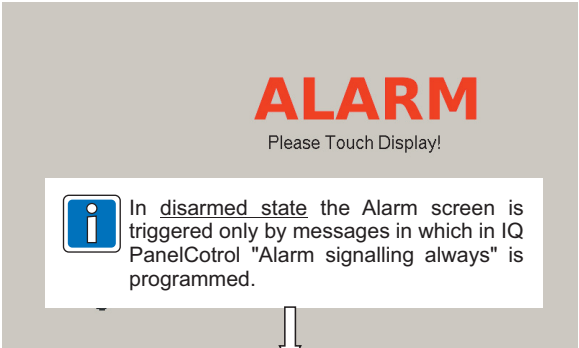 ALARM
Please Touch Display!
In disarmed state the Alarm screen is
triggered only by messages in which in IQ
PanelCotrol "Alarm signalling always" is
programmed.